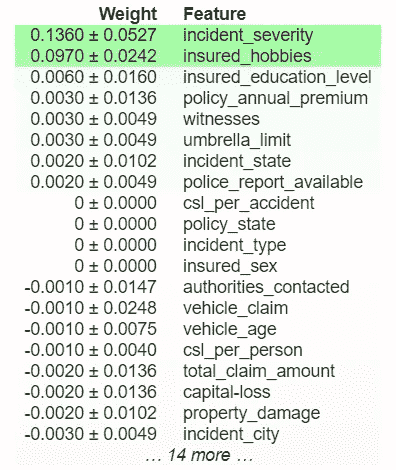 Weight Feature
0.1360 ± 0.0527 incident_severity
0.0970 ± 0.0242 insured_hobbies
0.0060 ± 0.0160 insured_education_level
0.0030 ± 0.0136 policy_annual_premium
0.0030 ± 0.0049 witnesses
0.0030 ± 0.0049 umbrella_limit
0.0020 ± 0.0102 incident_state
0.0020 ± 0.0049 police_report_available
0 ± 0.0000 csl_per_accident
0 ± 0.0000 policy_state
0 ± 0.0000 incident_type
0 ± 0.0000 insured_sex
-0.0010 ± 0.0147 authorities_contacted
-0.0010 ± 0.0248 vehicle_claim
-0.0010 ± 0.0075 vehicle_age
-0.0010 ± 0.0040 csl_per_person
-0.0020 ± 0.0136 total_claim_amount
-0.0020 ± 0.0136 capital-loss
-0.0020 ± 0.0102 property_damage
-0.0030 ± 0.0049 incident_city
… 14 more …